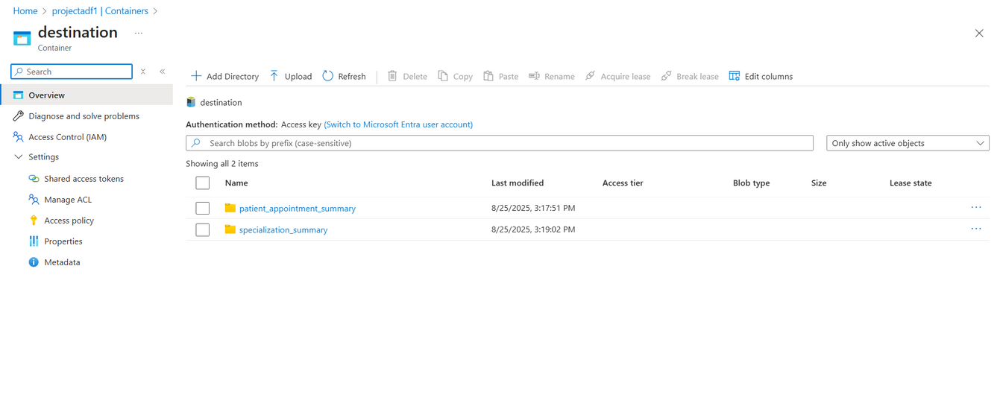 Home > projectadf1 | Containers >
destination ...
Container
Search
Overview
Diagnose and solve problems
Access Control (IAM)
Settings
Shared access tokens
Manage ACL
Access policy
Properties
Metadata
Add Directory Upload Refresh Delete Copy Paste Rename Acquire lease Break lease Edit columns
destination
Authentication method: Access key (Switch to Microsoft Entra user account)
Search blobs by prefix (case-sensitive) Only show active objects
Showing all 2 items
Name Last modified Access tier Blob type Size Lease state
patient_appointment_summary 8/25/2025, 3:17:51 PM ...
specialization_summary 8/25/2025, 3:19:02 PM ...